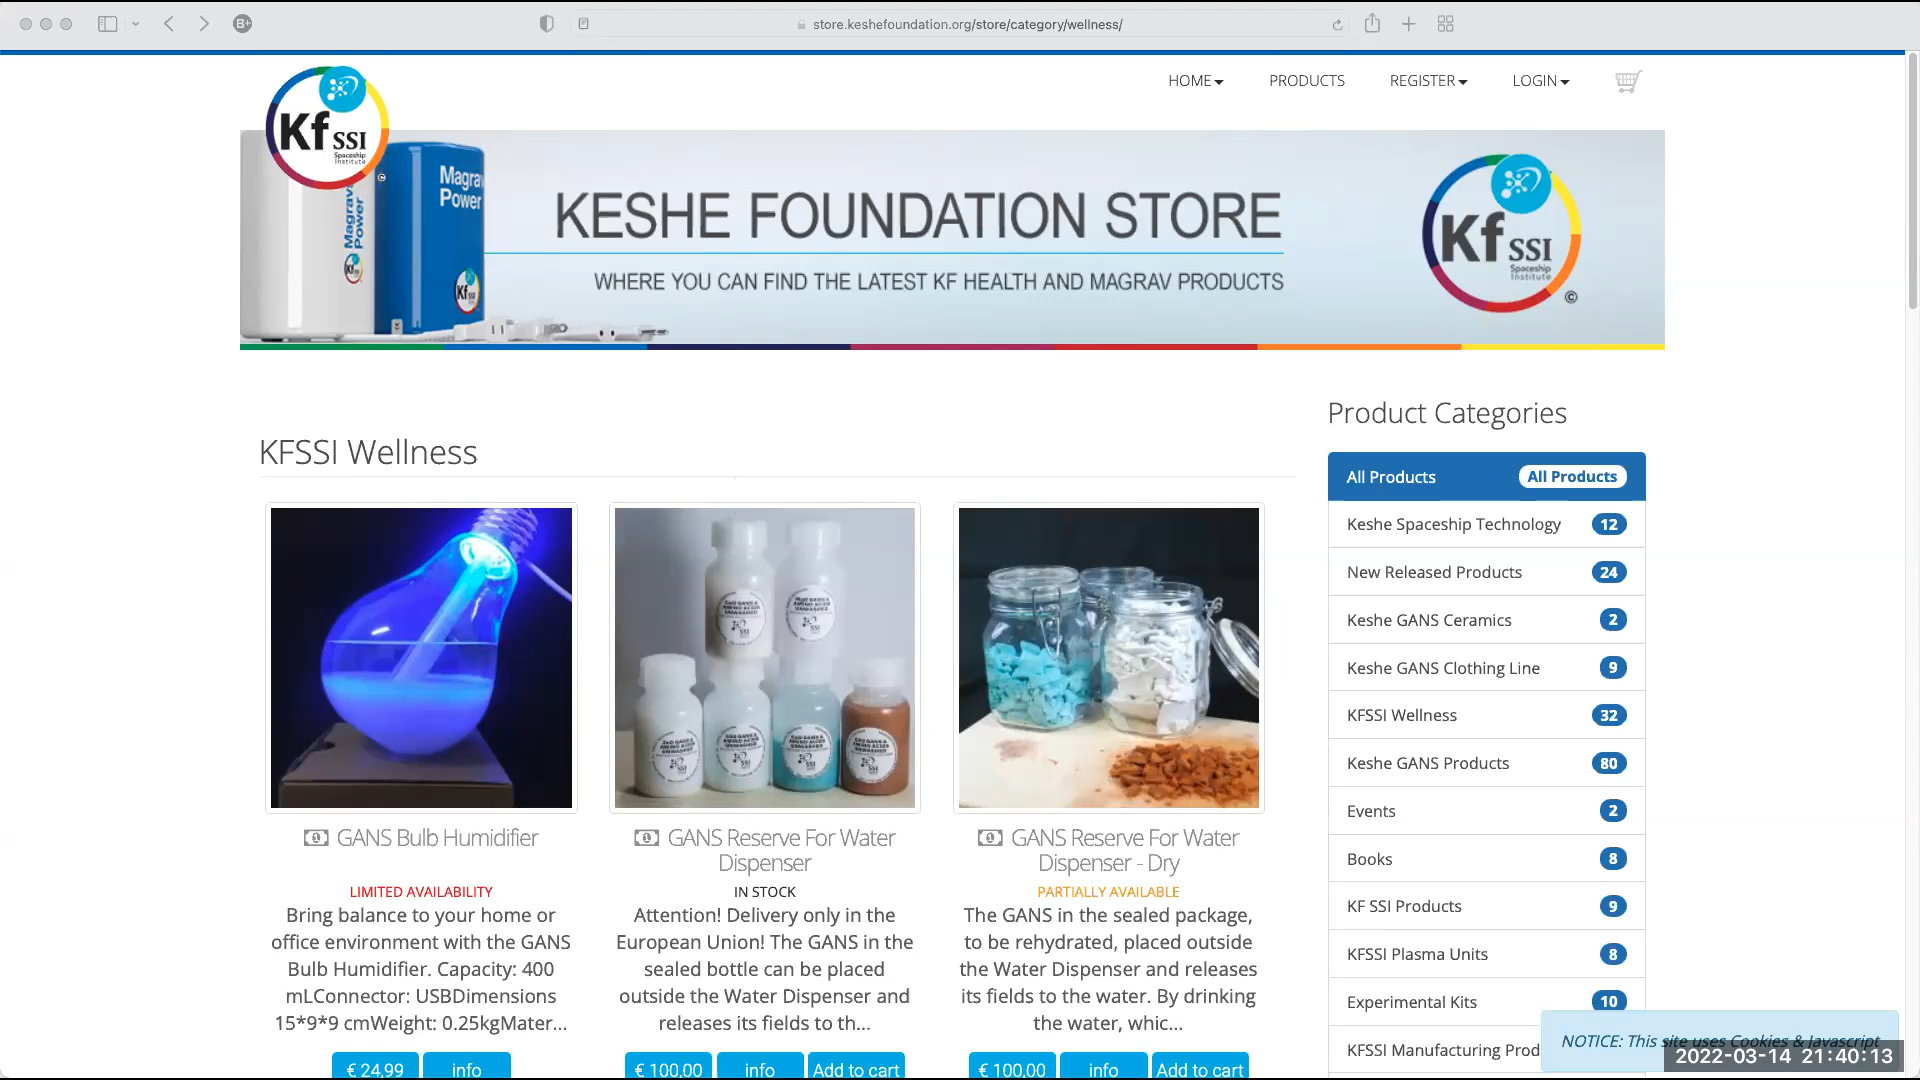 store.keshefoundation.org/store/category/wellness/
HOME
PRODUCTS
REGISTER
LOGIN
Kf SSI
Spaceship
Institute
©
Magrav
Power
Magrav
Power
Kf SSI
KESHE FOUNDATION STORE
WHERE YOU CAN FIND THE LATEST KF HEALTH AND MAGRAV PRODUCTS
Kf SSI
Spaceship
Institute
©
KFSSI Wellness
GANS Bulb Humidifier
LIMITED AVAILABILITY
Bring balance to your home or
office environment with the GANS
Bulb Humidifier. Capacity: 400
mLConnector: USBDimensions
15*9*9 cmWeight: 0.25kgMater...
€ 24,99
info
GANS Reserve For Water
Dispenser
IN STOCK
Attention! Delivery only in the
European Union! The GANS in the
sealed bottle can be placed
outside the Water Dispenser and
releases its fields to th...
€ 100,00
info
Add to cart
GANS Reserve For Water
Dispenser - Dry
PARTIALLY AVAILABLE
The GANS in the sealed package,
to be rehydrated, placed outside
the Water Dispenser and releases
its fields to the water. By drinking
the water, whic...
€ 100,00
info
Add to cart
Product Categories
All Products All Products
Keshe Spaceship Technology 12
New Released Products 24
Keshe GANS Ceramics 2
Keshe GANS Clothing Line 9
KFSSI Wellness 32
Keshe GANS Products 80
Events 2
Books 8
KF SSI Products 9
KFSSI Plasma Units 8
Experimental Kits 10
KFSSI Manufacturing Prod
NOTICE: This site uses Cookies & Javascript
2022-03-14 21:40:13